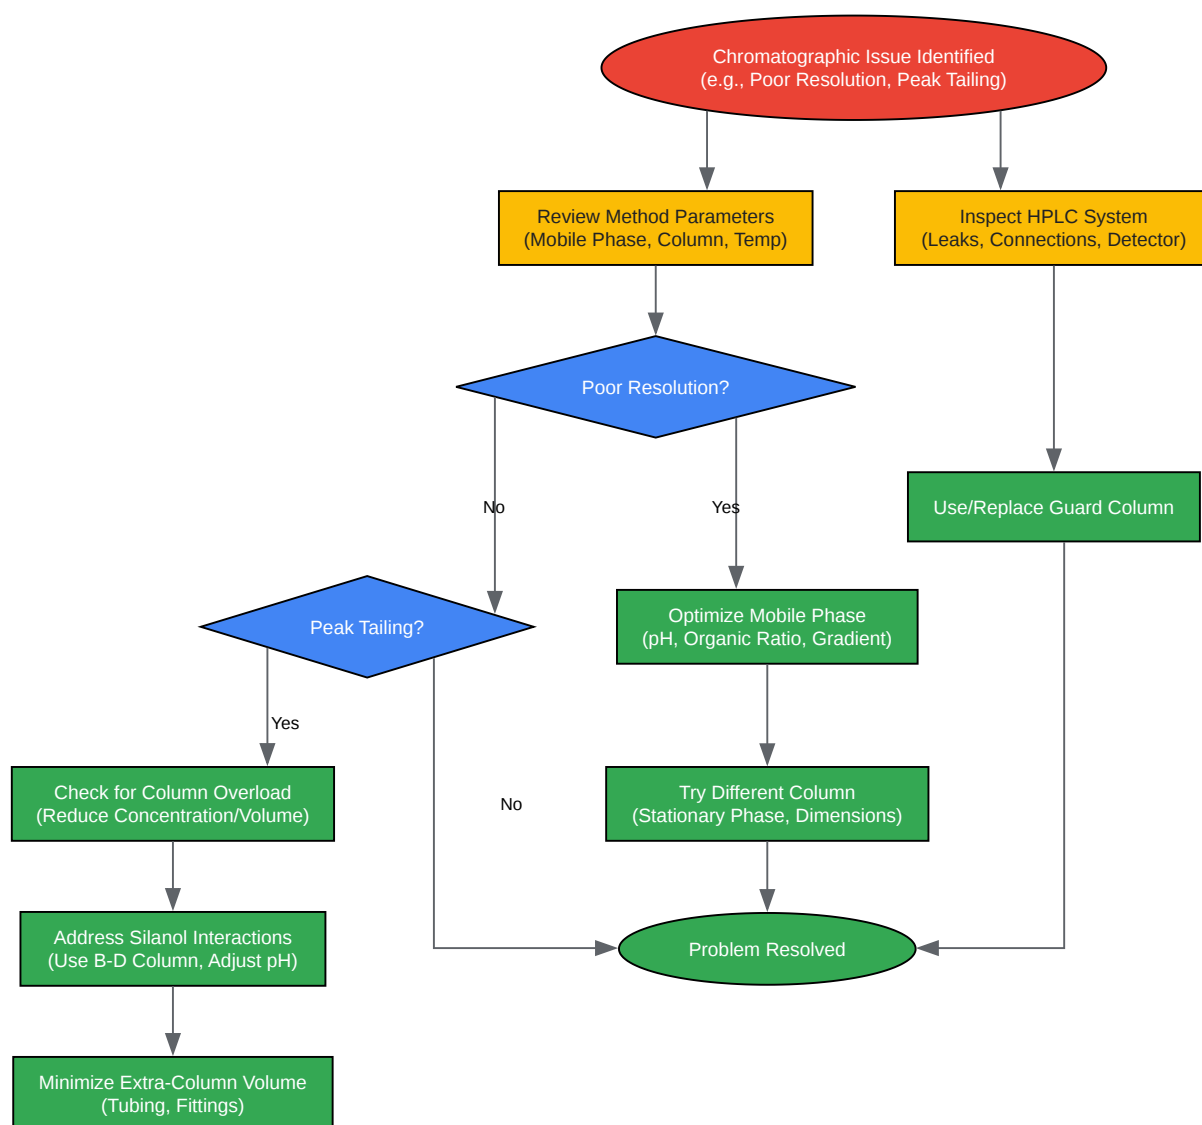 Chromatographic Issue Identified
(e.g., Poor Resolution, Peak Tailing)
Review Method Parameters
(Mobile Phase, Column, Temp)
Inspect HPLC System
(Leaks, Connections, Detector)
Poor Resolution?
No
Yes
Use/Replace Guard Column
Peak Tailing?
Optimize Mobile Phase
(pH, Organic Ratio, Gradient)
Yes
No
Check for Column Overload
(Reduce Concentration/Volume)
Try Different Column
(Stationary Phase, Dimensions)
Address Silanol Interactions
(Use B-D Column, Adjust pH)
Problem Resolved
Minimize Extra-Column Volume
(Tubing, Fittings)